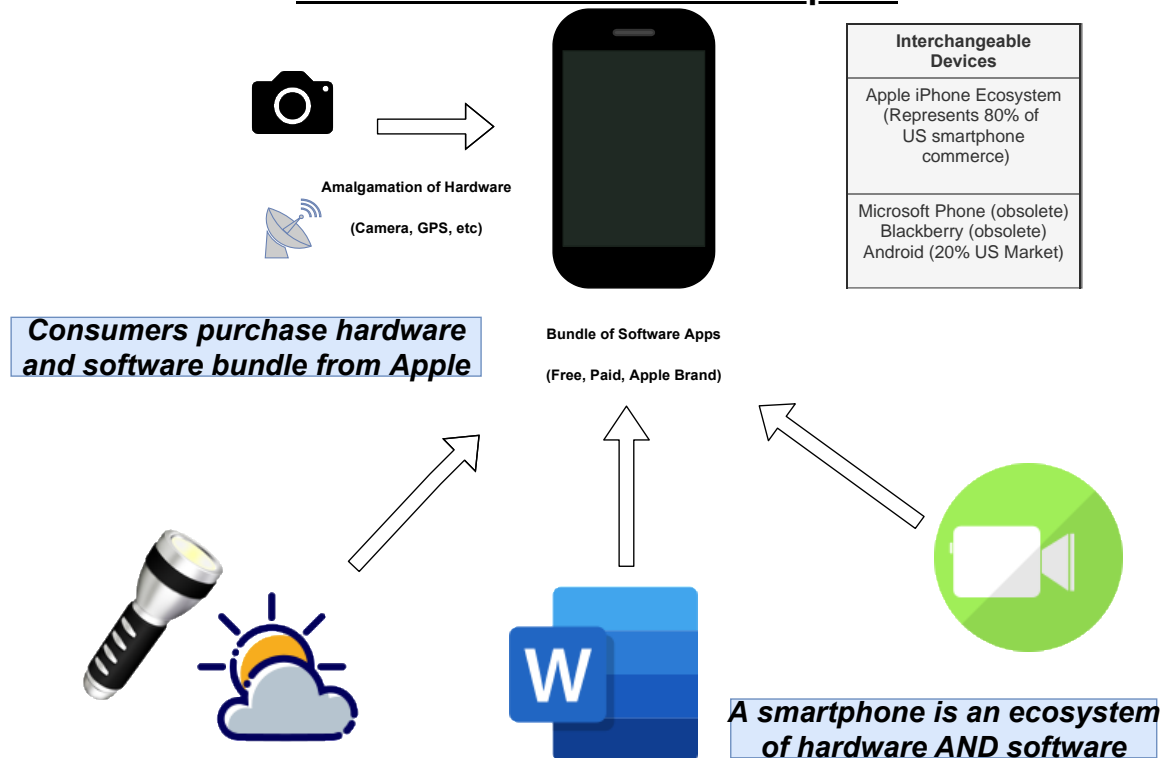 Interchangeable
Devices
Apple iPhone Ecosystem
(Represents 80% of
US smartphone
commerce)
Microsoft Phone (obsolete)
Blackberry (obsolete)
Android (20% US Market)
Amalgamation of Hardware
(Camera, GPS, etc)
Consumers purchase hardware
and software bundle from Apple
Bundle of Software Apps
(Free, Paid, Apple Brand)
W
A smartphone is an ecosystem
of hardware AND software